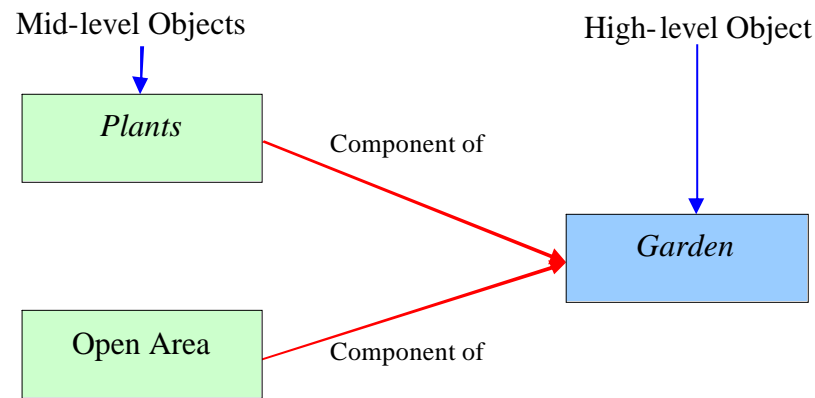 Mid-level Objects
High-level Object
Plants
Component of
Garden
Open Area
Component of